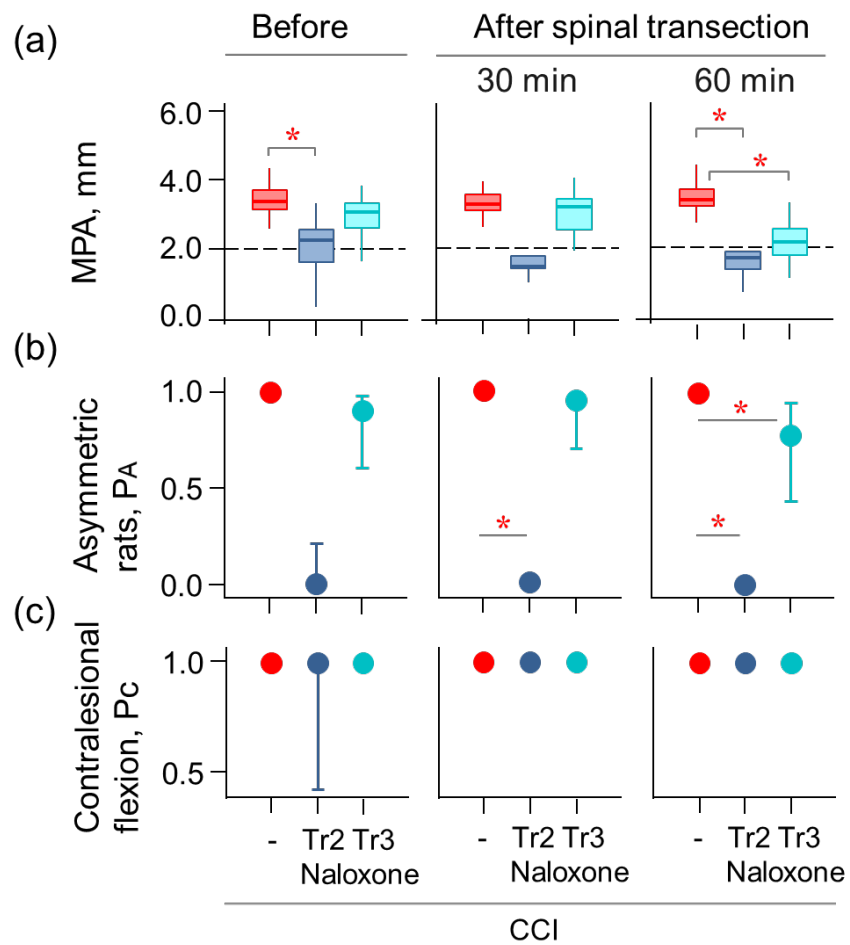 (a)
Before
After spinal transection
30 min
60 min
MPA, mm
6.0
4.0
2.0
0.0
*
*
*
(b)
Asymmetric
rats, PA
1.0
0.5
0.0
*
*
*
(c)
Contralesional
flexion, PC
1.0
0.5
- Tr2 Tr3 - Tr2 Tr3 - Tr2 Tr3
Naloxone Naloxone Naloxone
CCI